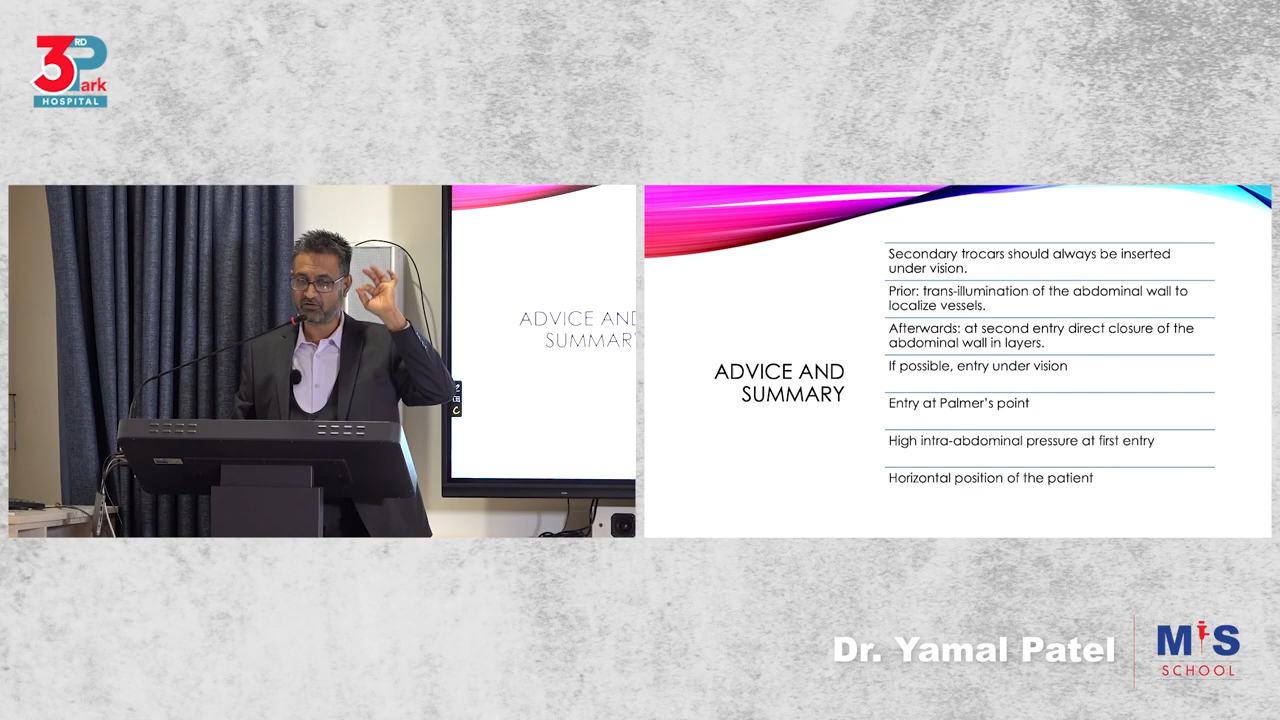 3RD Park
HOSPITAL
ADVICE AND
SUMMAR
ADVICE AND
SUMMARY
Secondary trocars should always be inserted
under vision.
Prior: trans-illumination of the abdominal wall to
localize vessels.
Afterwards: at second entry direct closure of the
abdominal wall in layers.
If possible, entry under vision
Entry at Palmer's point
High intra-abdominal pressure at first entry
Horizontal position of the patient
Dr. Yamal Patel
MIS
SCHOOL